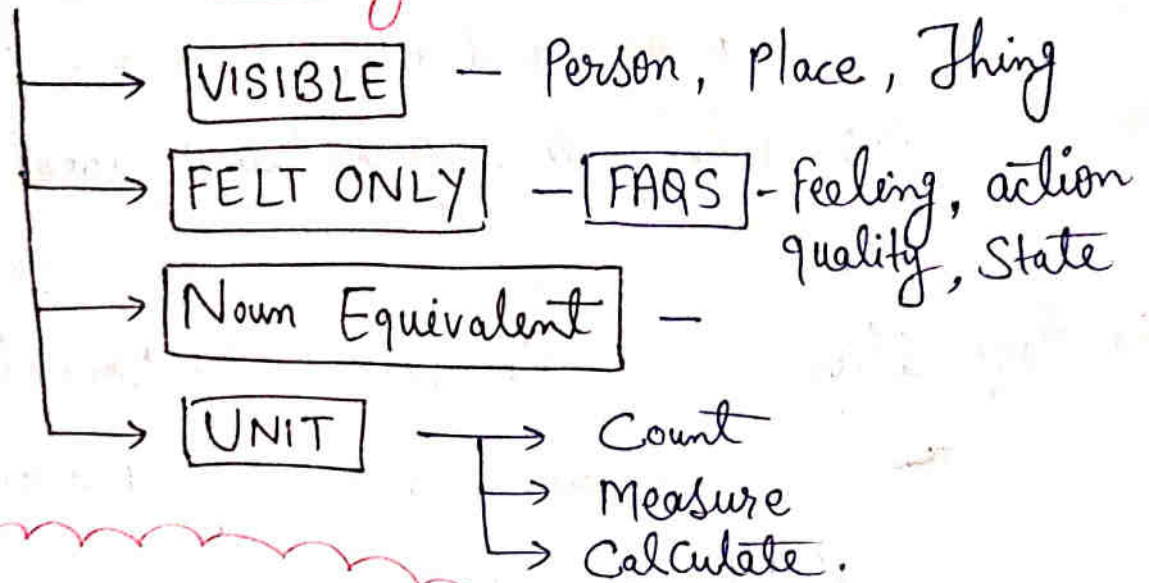 VISIBLE - Person, Place, Thing
FELT ONLY - FAQS - Feeling, action
quality, State
Noun Equivalent -
UNIT → Count
→ Measure
→ Calculate.